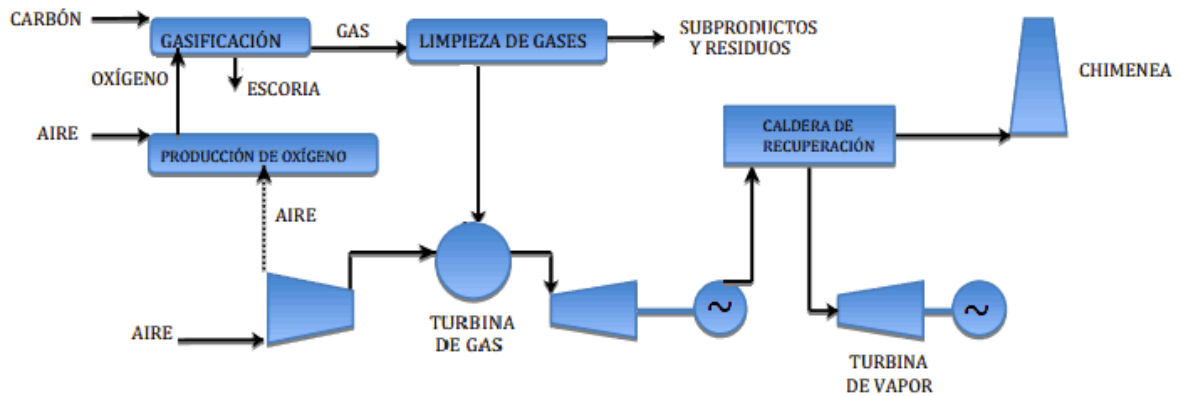 CARBÓN
GASIFICACIÓN
GAS
LIMPIEZA DE GASES
SUBPRODUCTOS
Y RESIDUOS
CHIMENEA
OXÍGENO
ESCORIA
AIRE
PRODUCCIÓN DE OXÍGENO
CALDERA DE
RECUPERACIÓN
AIRE
AIRE
TURBINA
DE GAS
~
~
TURBINA
DE VAPOR